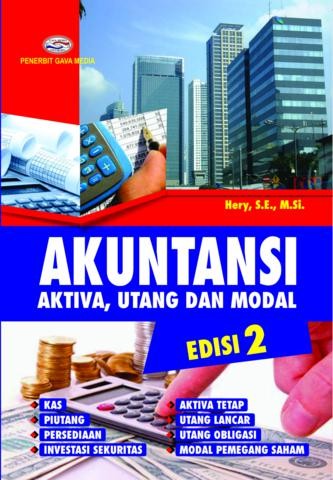 PENERBIT GAVA MEDIA
Hery, S.E., M.Si.
AKUNTANSI
AKTIVA, UTANG DAN MODAL
EDISI 2
KAS
PIUTANG
PERSEDIAAN
INVESTASI SEKURITAS
AKTIVA TETAP
UTANG LANCAR
UTANG OBLIGASI
MODAL PEMEGANG SAHAM